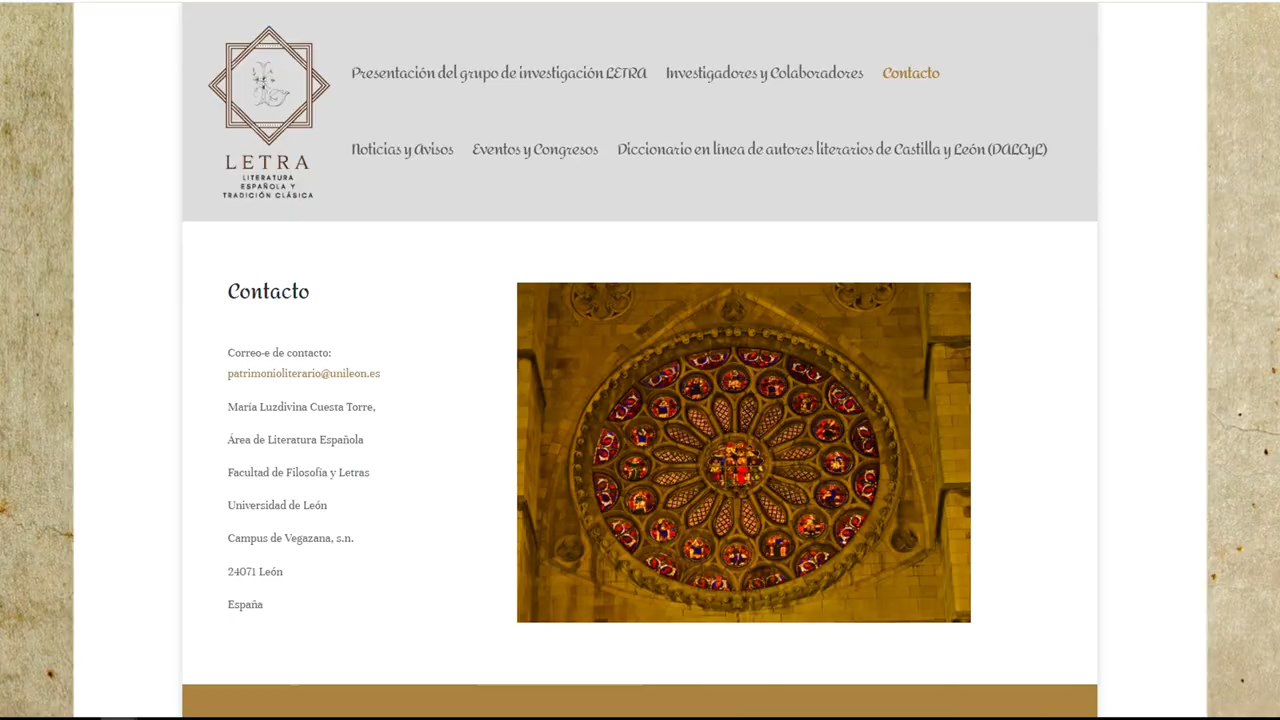 LETRA
LITERATURA
ESPAÑOLA Y
TRADICIÓN CLÁSICA
Presentación del grupo de investigación LETRA Investigadores y Colaboradores Contacto
Noticias y Avisos Eventos y Congresos Diccionario en línea de autores literarios de Castilla y León (DALCyL)
Contacto
Correo-e de contacto:
patrimonioliterario@unileon.es
María Luzdivina Cuesta Torre,
Área de Literatura Española
Facultad de Filosofía y Letras
Universidad de León
Campus de Vegazana, s.n.
24071 León
España